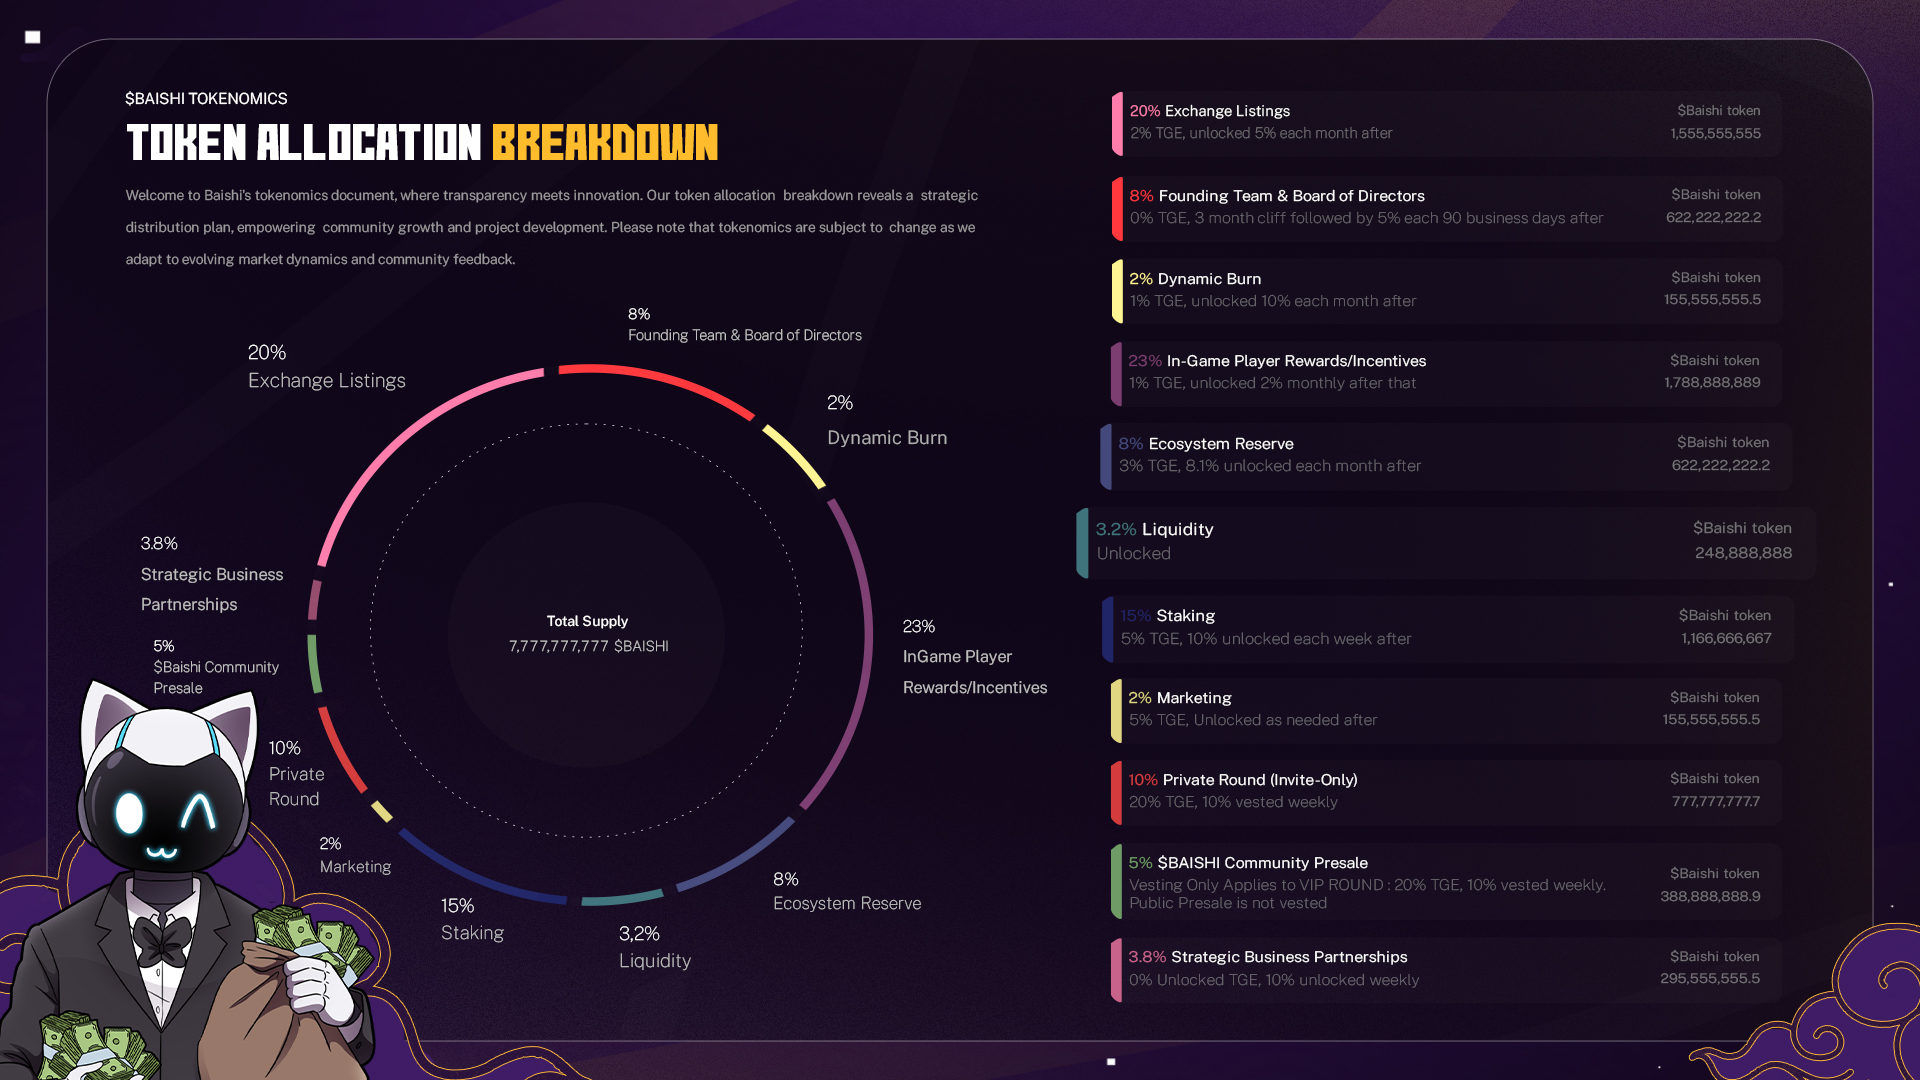 $BAISHI TOKENOMICS
TOKEN ALLOCATION BREAKDOWN
Welcome to Baishi's tokenomics document, where transparency meets innovation. Our token allocation breakdown reveals a strategic
distribution plan, empowering community growth and project development. Please note that tokenomics are subject to change as we
adapt to evolving market dynamics and community feedback.
8%
Founding Team & Board of Directors
20%
Exchange Listings
2%
Dynamic Burn
3.8%
Strategic Business
Partnerships
5%
$Baishi Community
Presale
Total Supply
7,777,777,777 $BAISHI
23%
InGame Player
Rewards/Incentives
10%
Private
Round
2%
Marketing
15%
Staking
3,2%
Liquidity
8%
Ecosystem Reserve
20% Exchange Listings
2% TGE, unlocked 5% each month after
$Baishi token
1,555,555,555
8% Founding Team & Board of Directors
0% TGE, 3 month cliff followed by 5% each 90 business days after
$Baishi token
622,222,222.2
2% Dynamic Burn
1% TGE, unlocked 10% each month after
$Baishi token
155,555,555.5
23% In-Game Player Rewards/Incentives
1% TGE, unlocked 2% monthly after that
$Baishi token
1,788,888,889
8% Ecosystem Reserve
3% TGE, 8.1% unlocked each month after
$Baishi token
622,222,222.2
3.2% Liquidity
Unlocked
$Baishi token
248,888,888
15% Staking
5% TGE, 10% unlocked each week after
$Baishi token
1,166,666,667
2% Marketing
5% TGE, Unlocked as needed after
$Baishi token
155,555,555.5
10% Private Round (Invite-Only)
20% TGE, 10% vested weekly
$Baishi token
777,777,777.7
5% $BAISHI Community Presale
Vesting Only Applies to VIP ROUND : 20% TGE, 10% vested weekly.
Public Presale is not vested
$Baishi token
388,888,888.9
3.8% Strategic Business Partnerships
0% Unlocked TGE, 10% unlocked weekly
$Baishi token
295,555,555.5